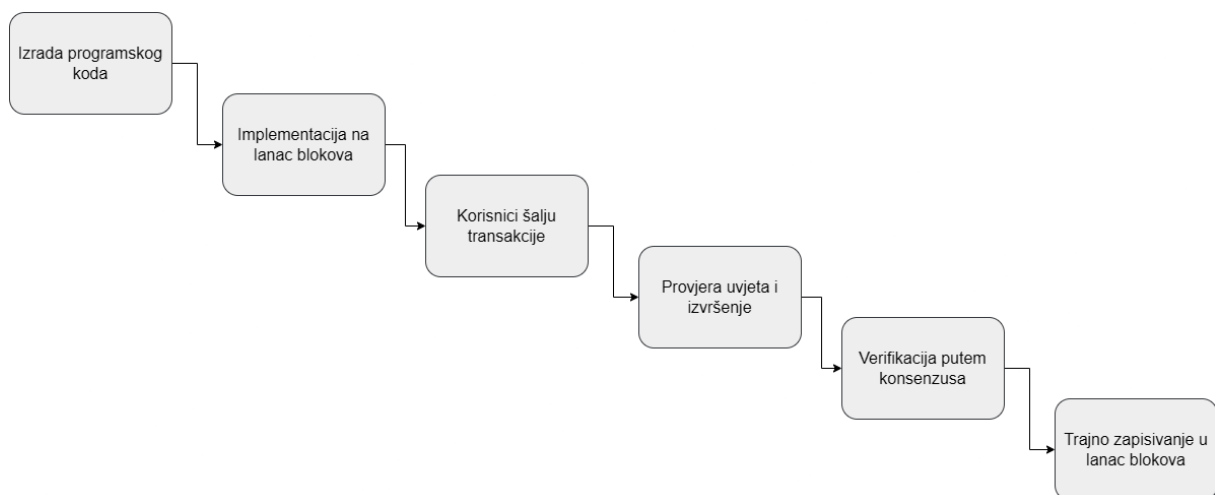 Izrada programskog
koda
Implementacija na
lanac blokova
Korisnici šalju
transakcije
Provjera uvjeta i
izvršenje
Verifikacija putem
konsenzusa
Trajno zapisivanje u
lanac blokova